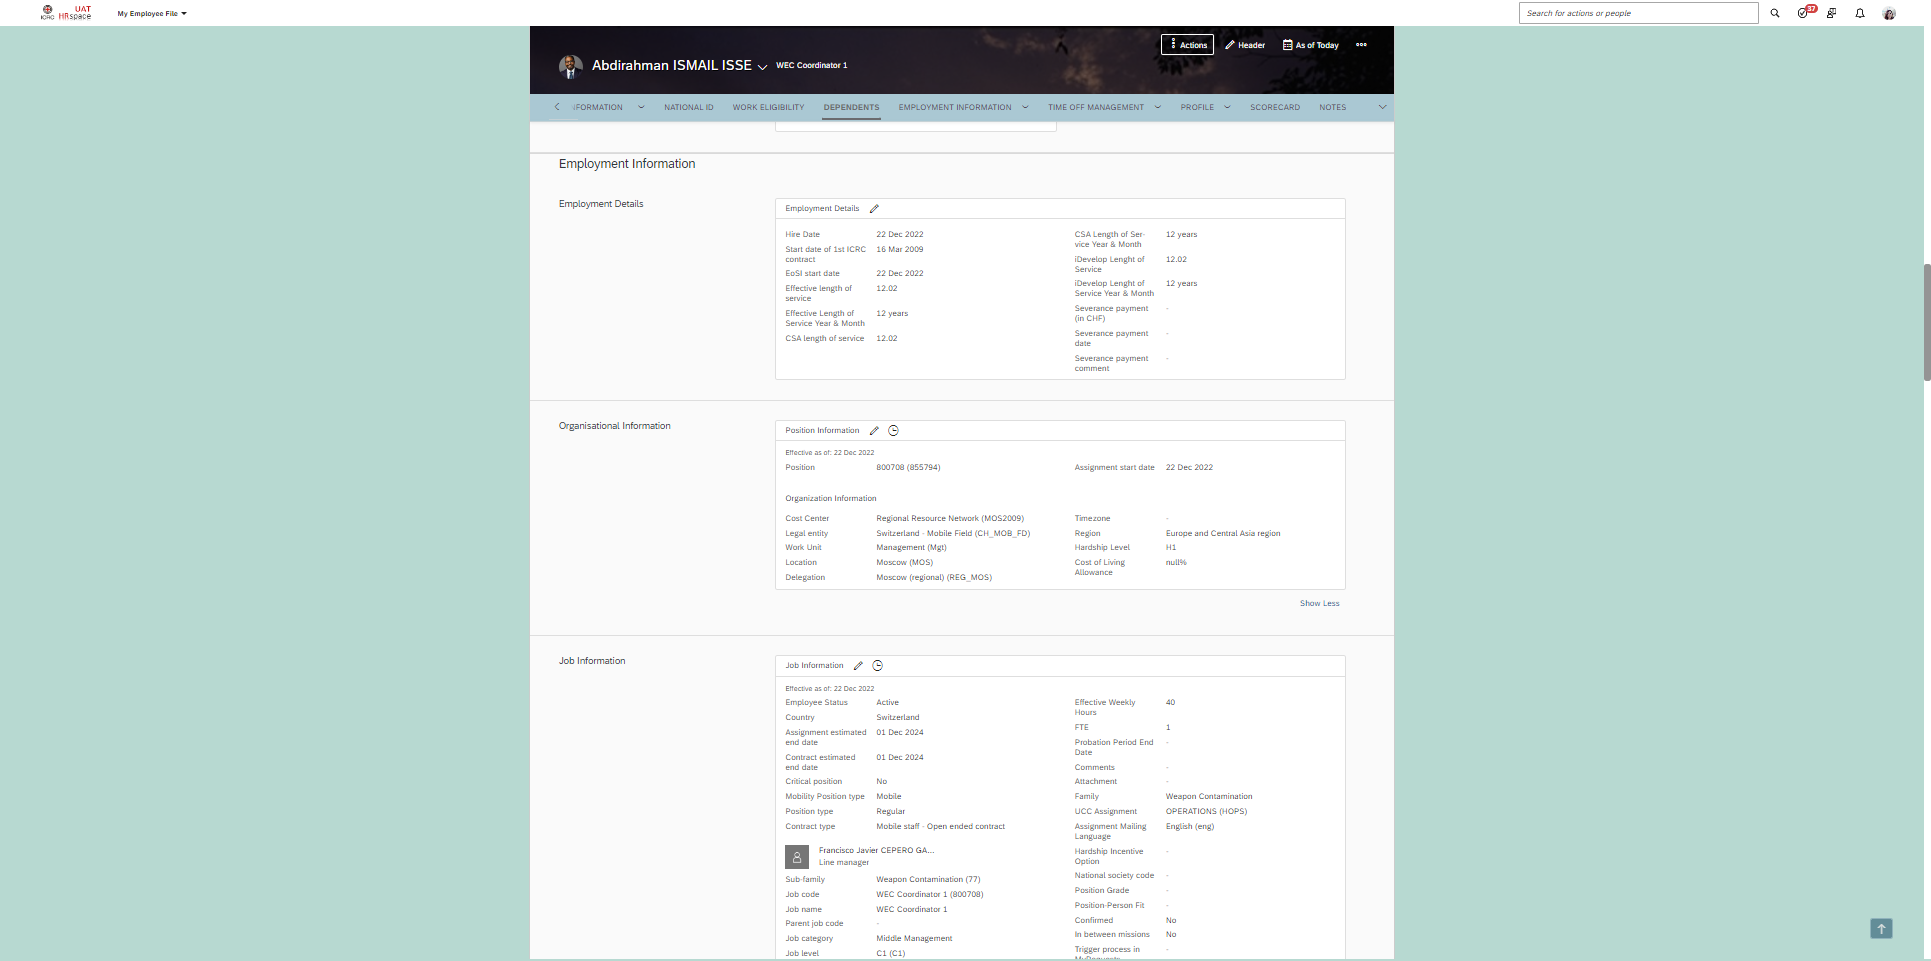 ICRC UAT HRspace My Employee File Search for actions or people 37
Actions Header As of Today
Abdirahman ISMAIL ISSE WEC Coordinator 1
FORMATION NATIONAL ID WORK ELIGIBILITY DEPENDENTS EMPLOYMENT INFORMATION TIME OFF MANAGEMENT PROFILE SCORECARD NOTES
Employment Information
Employment Details
Employment Details
Hire Date 22 Dec 2022
Start date of 1st ICRC
contract 16 Mar 2009
EoSI start date 22 Dec 2022
Effective length of
service 12.02
Effective Length of
Service Year & Month 12 years
CSA length of service 12.02
CSA Length of Ser-
vice Year & Month 12 years
iDevelop Lenght of
Service 12.02
iDevelop Lenght of
Service Year & Month 12 years
Severance payment
(in CHF) -
Severance payment
date -
Severance payment
comment -
Organisational Information
Position Information
Effective as of: 22 Dec 2022
Position 800708 (855794) Assignment start date 22 Dec 2022
Organization Information
Cost Center Regional Resource Network (MOS2009)
Legal entity Switzerland - Mobile Field (CH_MOB_FD)
Work Unit Management (Mgt)
Location Moscow (MOS)
Delegation Moscow (regional) (REG_MOS)
Timezone -
Region Europe and Central Asia region
Hardship Level H1
Cost of Living
Allowance null%
Show Less
Job Information
Job Information
Effective as of: 22 Dec 2022
Employee Status Active
Country Switzerland
Assignment estimated
end date 01 Dec 2024
Contract estimated
end date 01 Dec 2024
Critical position No
Mobility Position type Mobile
Position type Regular
Contract type Mobile staff - Open ended contract
Francisco Javier CEPERO GA...
Line manager
Sub-family Weapon Contamination (77)
Job code WEC Coordinator 1 (800708)
Job name WEC Coordinator 1
Parent job code -
Job category Middle Management
Job level C1 (C1)
Effective Weekly
Hours 40
FTE 1
Probation Period End
Date -
Comments -
Attachment -
Family Weapon Contamination
UCC Assignment OPERATIONS (HOPS)
Assignment Mailing
Language English (eng)
Hardship Incentive
Option -
National society code -
Position Grade -
Position-Person Fit -
Confirmed No
In between missions No
Trigger process in -